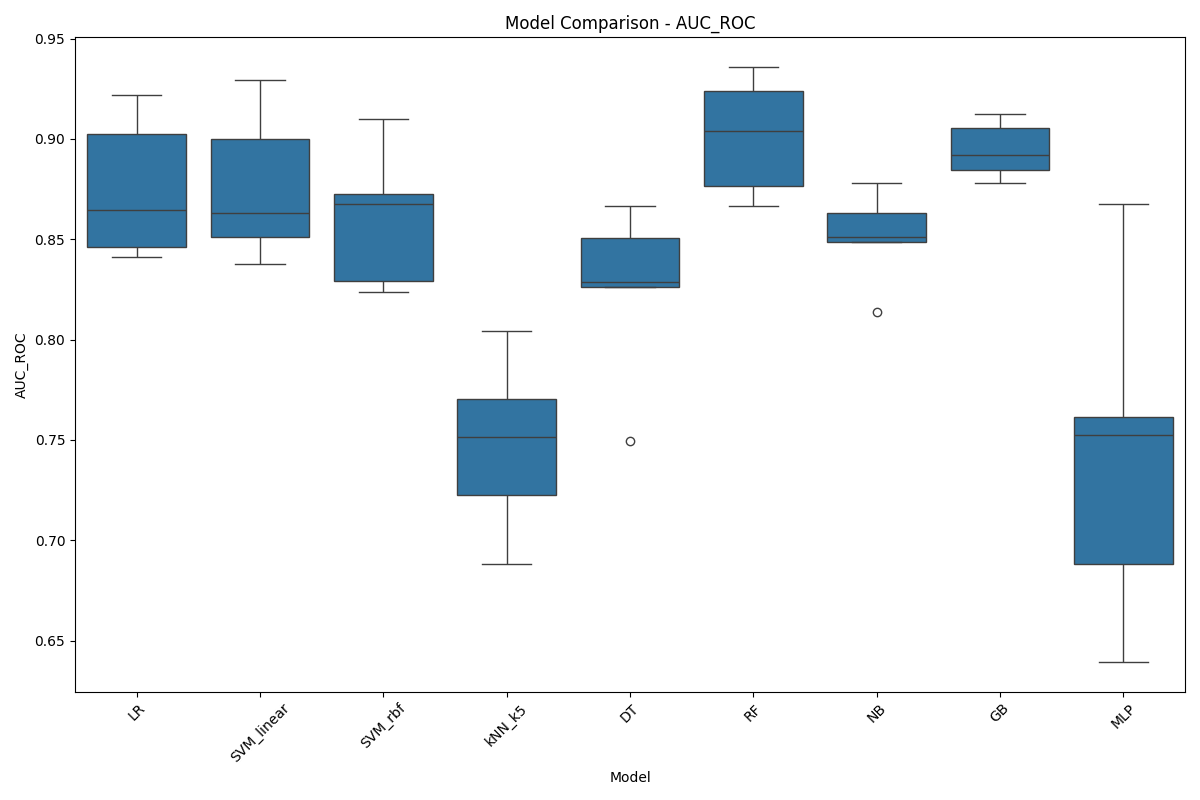 Model Comparison - AUC_ROC
AUC_ROC
0.95
0.90
0.85
0.80
0.75
0.70
0.65
LR
SVM_linear
SVM_rbf
kNN_k5
DT
RF
NB
GB
MLP
Model